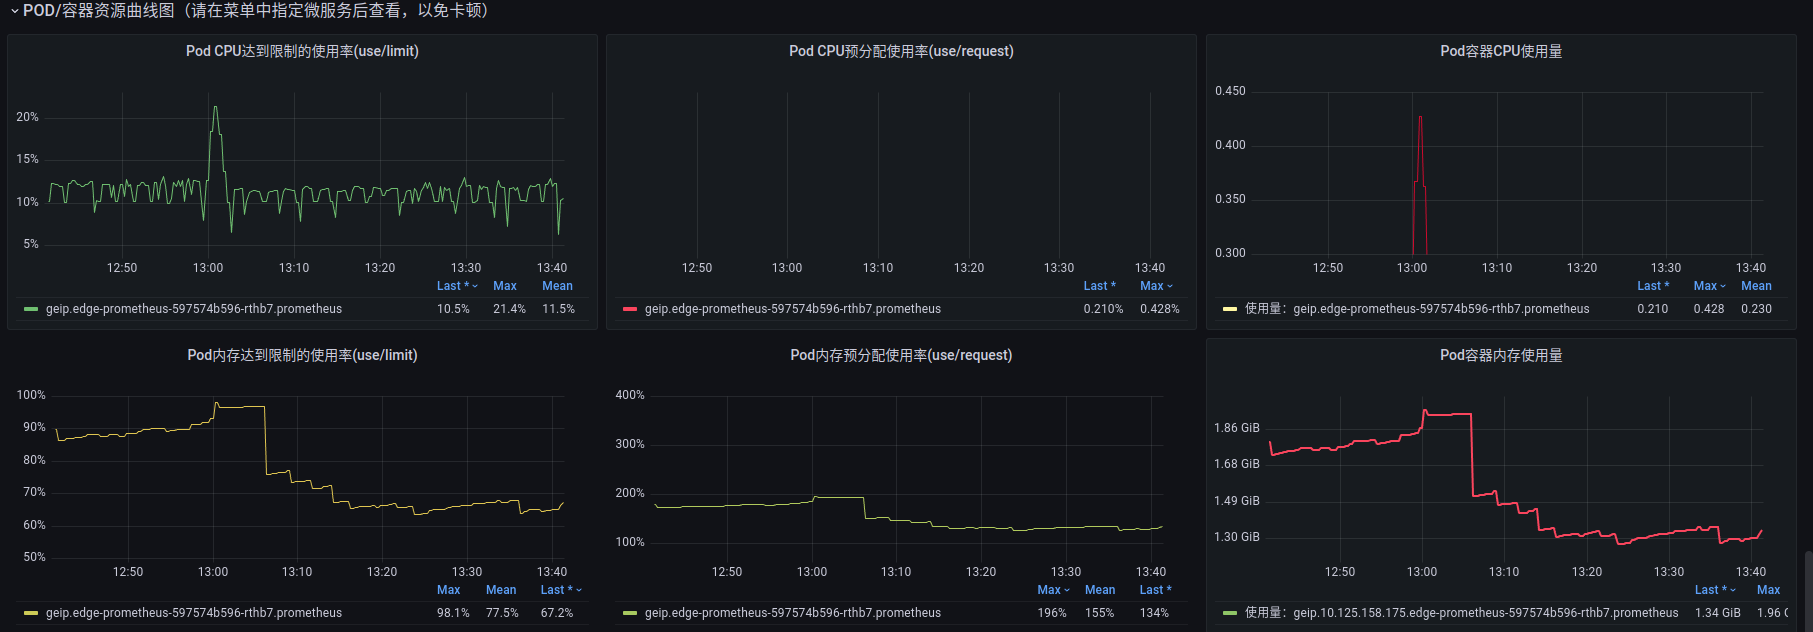 POD/容器资源曲线图（请在菜单中指定微服务后查看，以免卡顿）
Pod CPU达到限制的使用率(use/limit)
20%
15%
10%
5%
12:50 13:00 13:10 13:20 13:30 13:40
Last * Max Mean
geip.edge-prometheus-597574b596-rthb7.prometheus 10.5% 21.4% 11.5%
Pod CPU预分配使用率(use/request)
12:50 13:00 13:10 13:20 13:30 13:40
Last * Max
geip.edge-prometheus-597574b596-rthb7.prometheus 0.210% 0.428%
Pod容器CPU使用量
0.450
0.400
0.350
0.300
12:50 13:00 13:10 13:20 13:30 13:40
Last * Max Mean
使用量：geip.edge-prometheus-597574b596-rthb7.prometheus 0.210 0.428 0.230
Pod内存达到限制的使用率(use/limit)
100%
90%
80%
70%
60%
50%
12:50 13:00 13:10 13:20 13:30 13:40
Max Mean Last *
geip.edge-prometheus-597574b596-rthb7.prometheus 98.1% 77.5% 67.2%
Pod内存预分配使用率(use/request)
400%
300%
200%
100%
12:50 13:00 13:10 13:20 13:30 13:40
Max Mean Last *
geip.edge-prometheus-597574b596-rthb7.prometheus 196% 155% 134%
Pod容器内存使用量
1.86 GiB
1.68 GiB
1.49 GiB
1.30 GiB
12:50 13:00 13:10 13:20 13:30 13:40
Last * Max
使用量：geip.10.125.158.175.edge-prometheus-597574b596-rthb7.prometheus 1.34 GiB 1.96